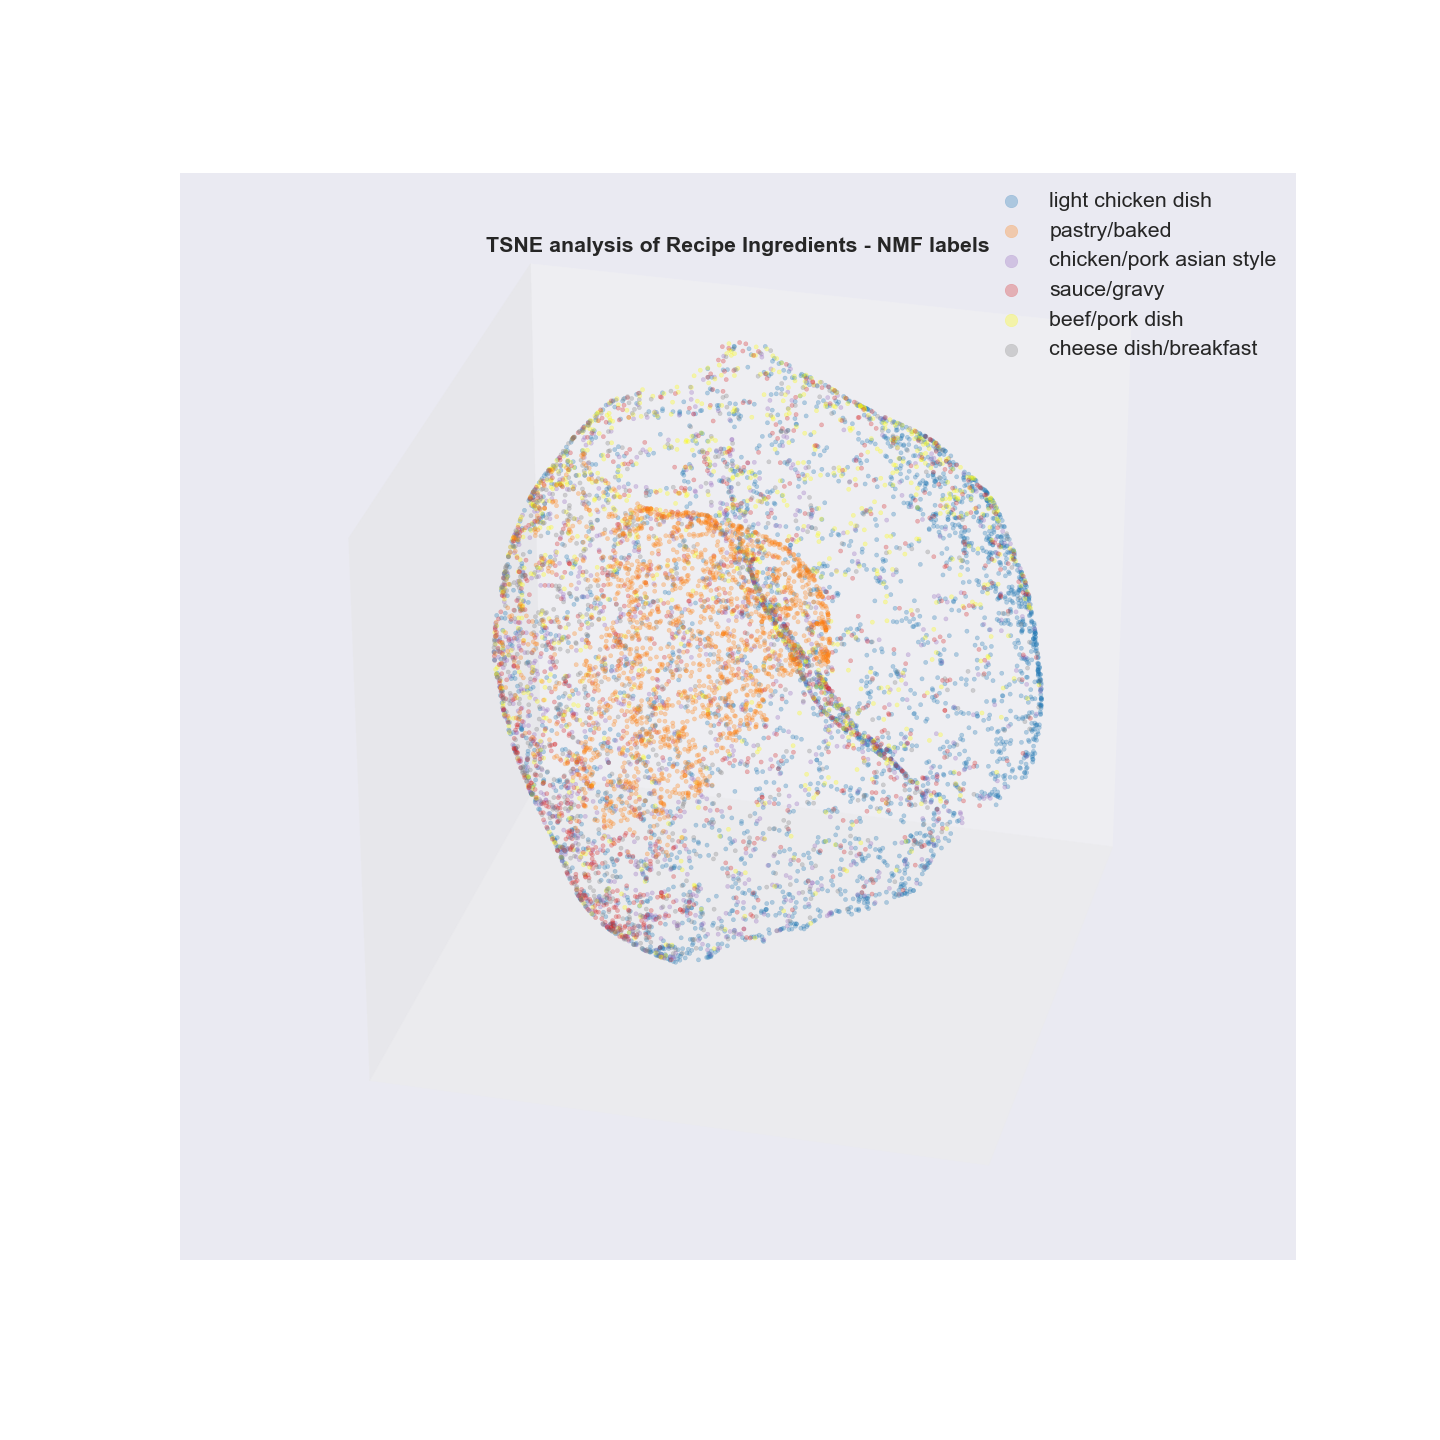 TSNE analysis of Recipe Ingredients - NMF labels
light chicken dish
pastry/baked
chicken/pork asian style
sauce/gravy
beef/pork dish
cheese dish/breakfast